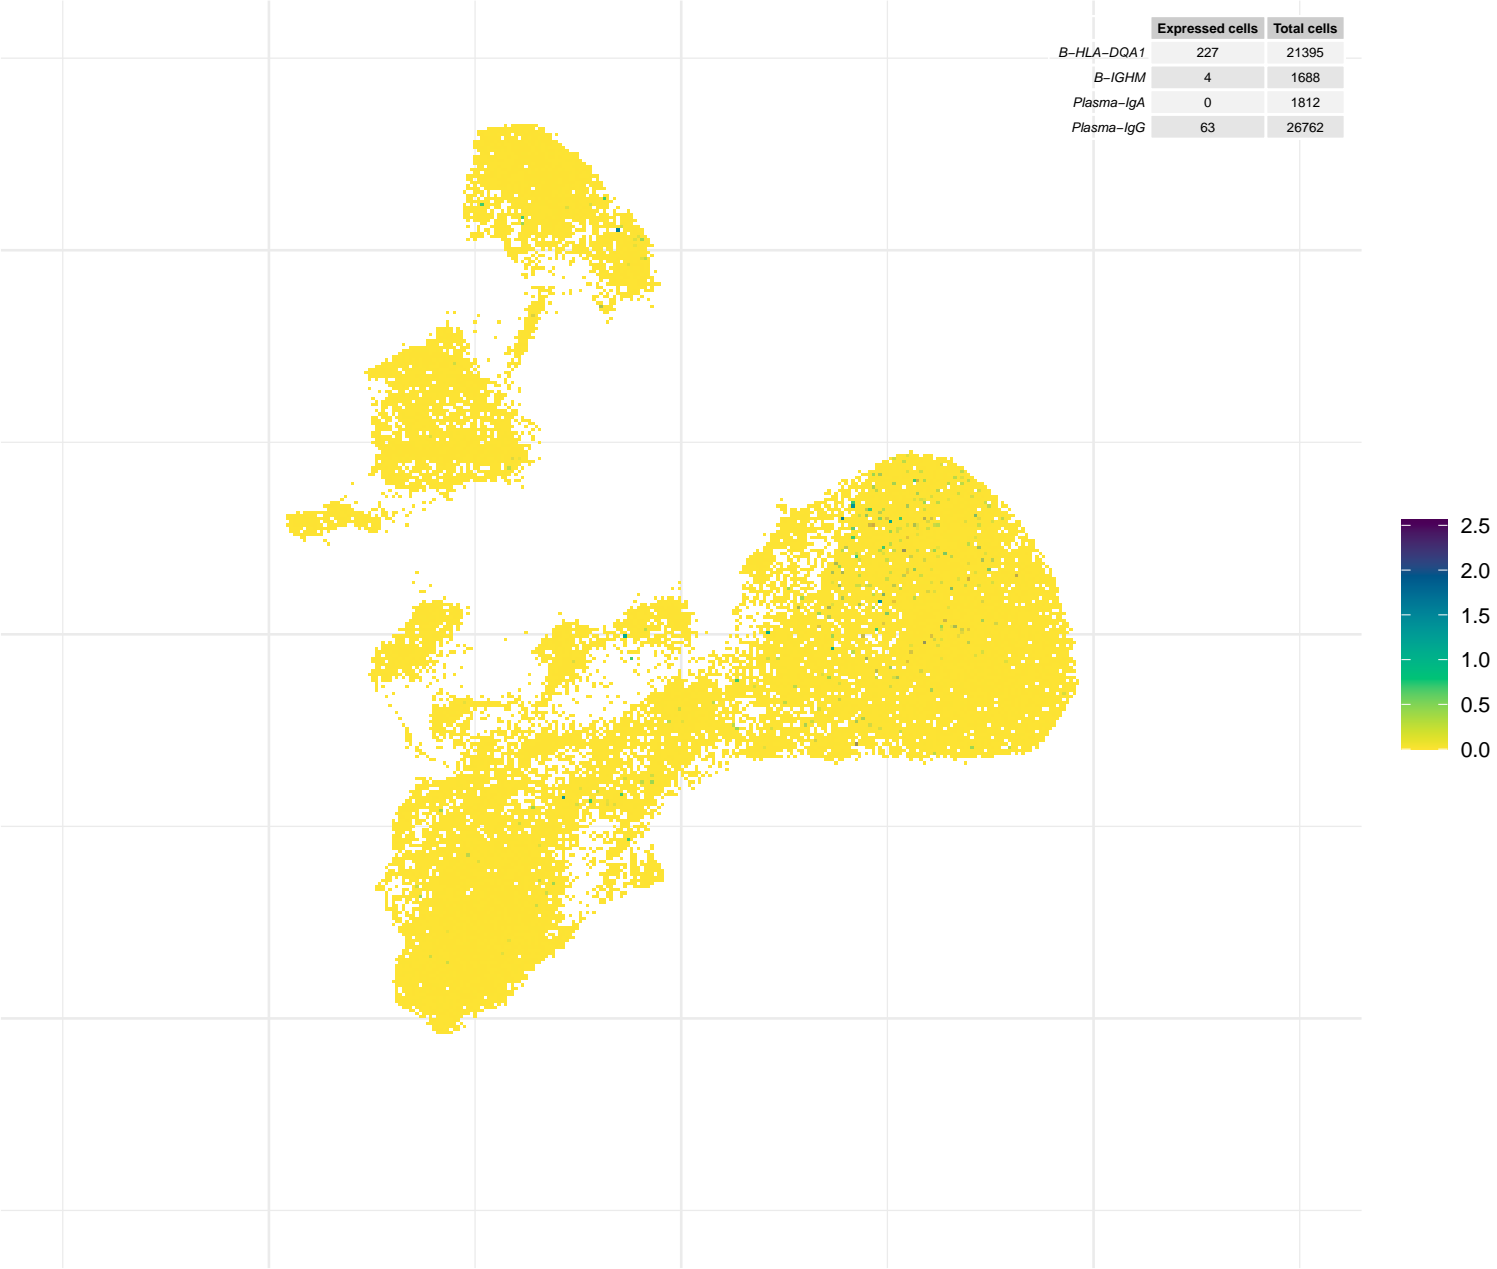 Expressed cells Total cells
B−HLA−DQA1 227 21395
B−IGHM 4 1688
Plasma−IgA 0 1812
Plasma−IgG 63 26762
2.5
2.0
1.5
1.0
0.5
0.0